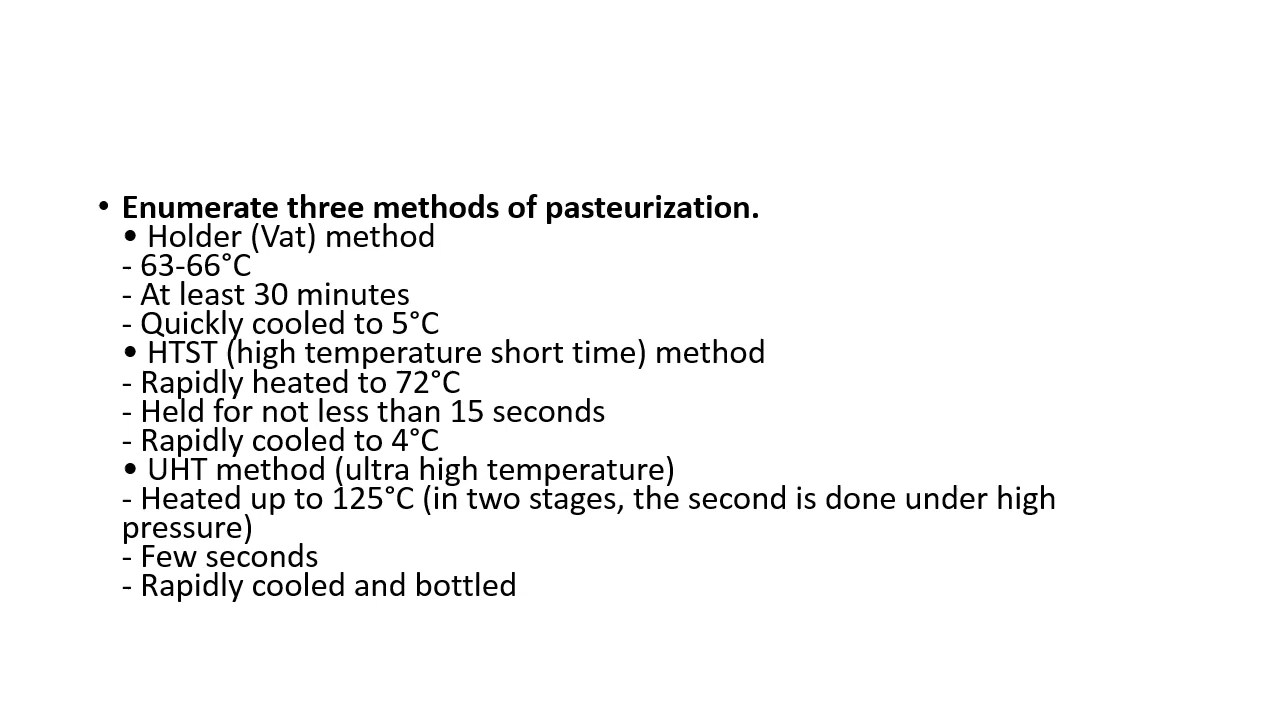 • Enumerate three methods of pasteurization.
• Holder (Vat) method
- 63-66°C
- At least 30 minutes
- Quickly cooled to 5°C
• HTST (high temperature short time) method
- Rapidly heated to 72°C
- Held for not less than 15 seconds
- Rapidly cooled to 4°C
• UHT method (ultra high temperature)
- Heated up to 125°C (in two stages, the second is done under high
pressure)
- Few seconds
- Rapidly cooled and bottled